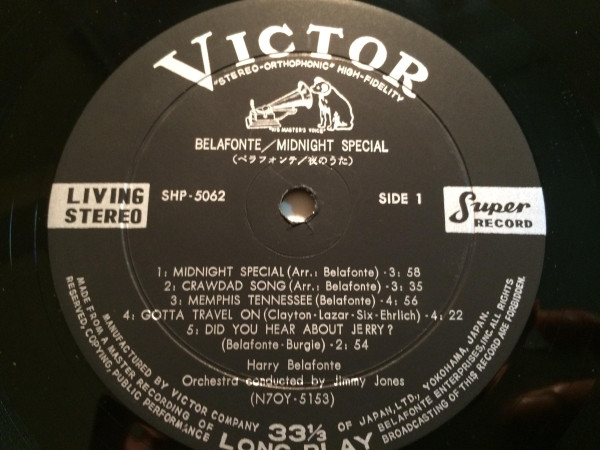 VICTOR
"STEREO-ORTHOPHONIC" HIGH-FIDELITY
"HIS MASTER'S VOICE"
BELAFONTE/MIDNIGHT SPECIAL
(ベラフォンテ/夜のうた)
LIVING STEREO
SHP-5062
SIDE 1
Super RECORD
1: MIDNIGHT SPECIAL (Arr.: Belafonte) - 3: 58
2: CRAWDAD SONG (Arr.: Belafonte) - 3: 35
3: MEMPHIS TENNESSEE (Belafonte) - 4: 56
4: GOTTA TRAVEL ON (Clayton-Lazar-Six-Ehrlich) - 4: 22
5: DID YOU HEAR ABOUT JERRY?
(Belafonte-Burgie) - 2: 54
Harry Belafonte
Orchestra conducted by Jimmy Jones
(N7OY-5153)
MANUFACTURED BY VICTOR COMPANY OF JAPAN, LTD., YOKOHAMA, JAPAN.
MADE FROM A MASTER RECORDING OF BELAFONTE ENTERPRISES, INC. ALL RIGHTS
RESERVED, COPYING, PUBLIC PERFORMANCE BROADCASTING OF THIS RECORD ARE FORBIDDEN.
33⅓
LONG PLAY